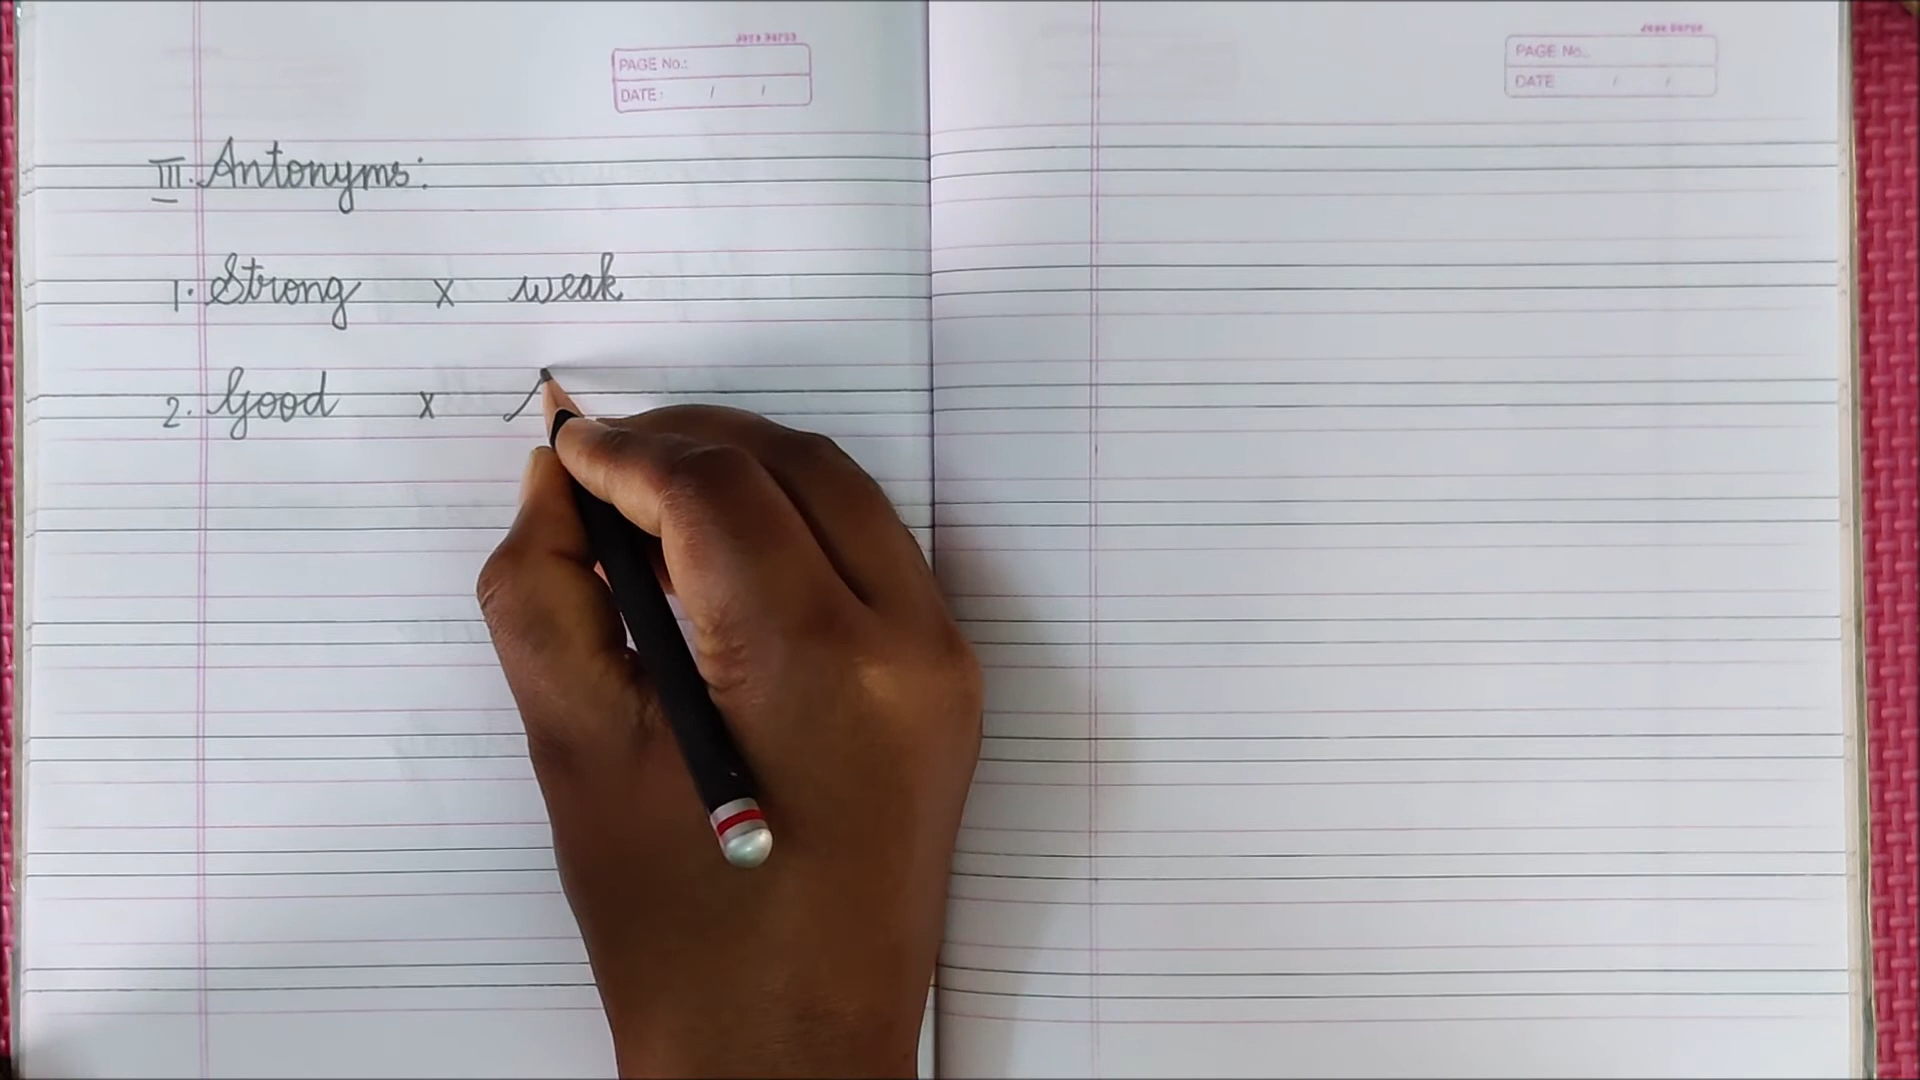 PAGE No.:
DATE: / /
III. Antonyms:
1. Strong x weak
2. Good x
PAGE No.
DATE / /